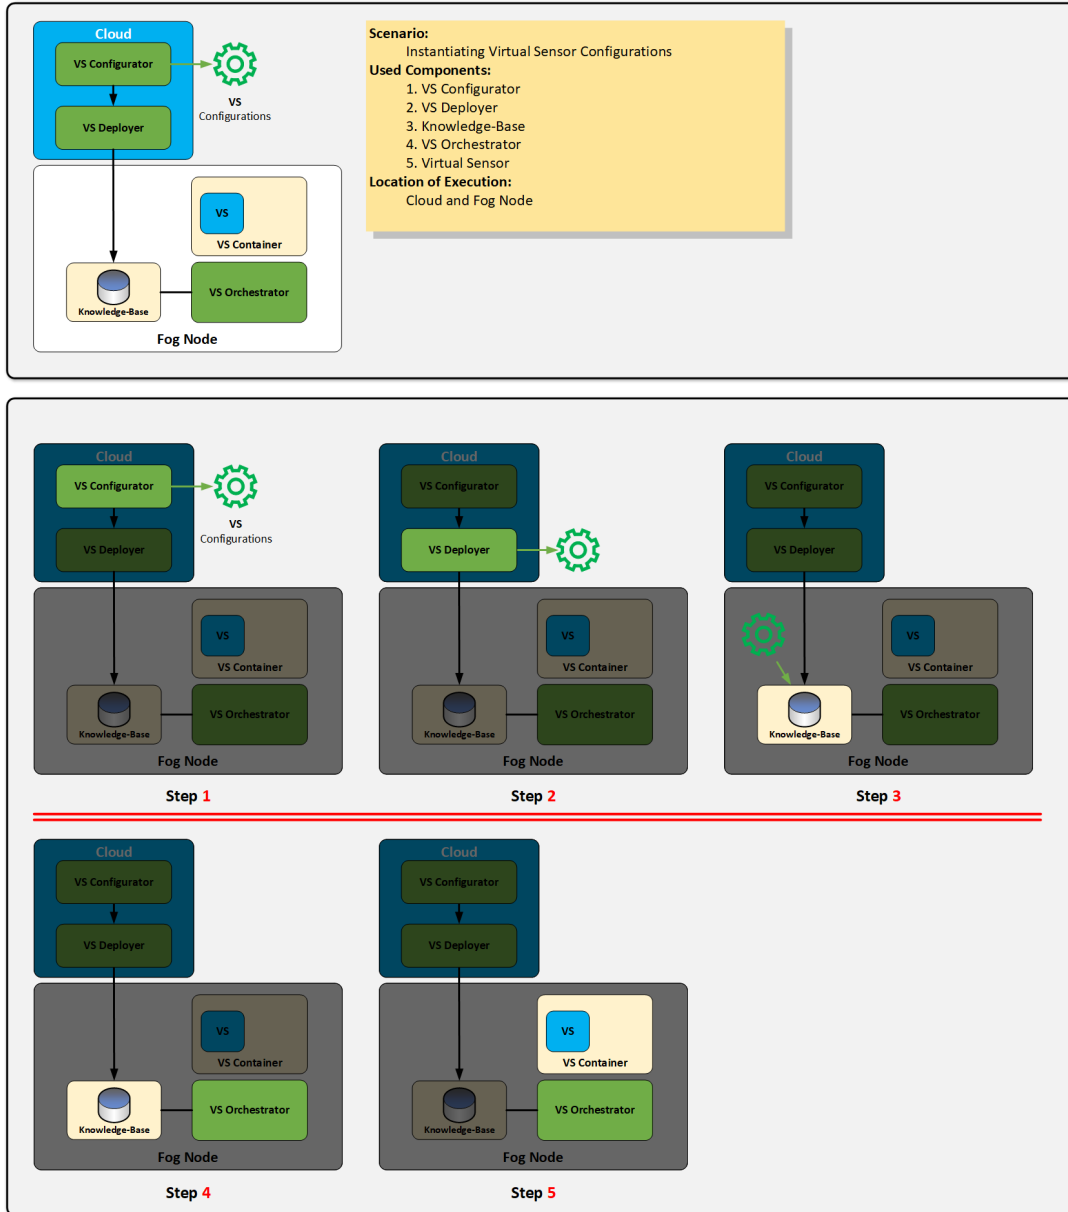 Cloud
VS Configurator
VS Deployer
VS
Configurations
VS
VS Container
Knowledge-Base
VS Orchestrator
Fog Node
Scenario:
Instantiating Virtual Sensor Configurations
Used Components:
1. VS Configurator
2. VS Deployer
3. Knowledge-Base
4. VS Orchestrator
5. Virtual Sensor
Location of Execution:
Cloud and Fog Node
Cloud
VS Configurator
VS Deployer
VS
Configurations
VS
VS Container
Knowledge-Base
VS Orchestrator
Fog Node
Step 1
Cloud
VS Configurator
VS Deployer
VS
VS Container
Knowledge-Base
VS Orchestrator
Fog Node
Step 2
Cloud
VS Configurator
VS Deployer
VS
VS Container
Knowledge-Base
VS Orchestrator
Fog Node
Step 3
Cloud
VS Configurator
VS Deployer
VS
VS Container
Knowledge-Base
VS Orchestrator
Fog Node
Step 4
Cloud
VS Configurator
VS Deployer
VS
VS Container
Knowledge-Base
VS Orchestrator
Fog Node
Step 5